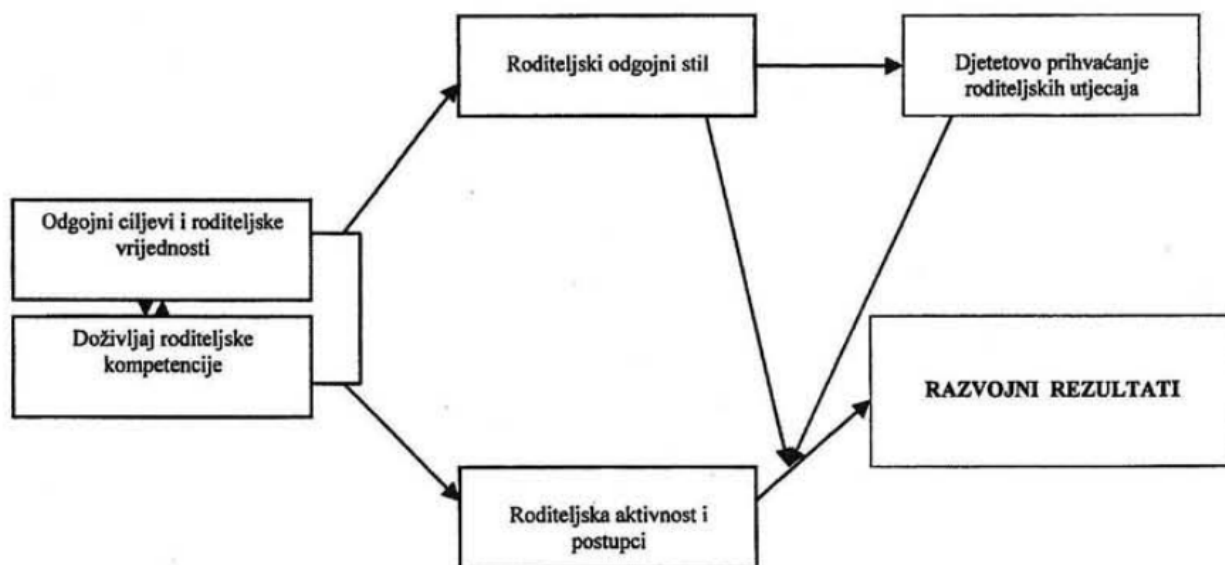 Roditeljski odgojni stil
Djetetovo prihvaćanje
roditeljskih utjecaja
Odgojni ciljevi i roditeljske
vrijednosti
Doživljaj roditeljske
kompetencije
RAZVOJNI REZULTATI
Roditeljska aktivnost i
postupci